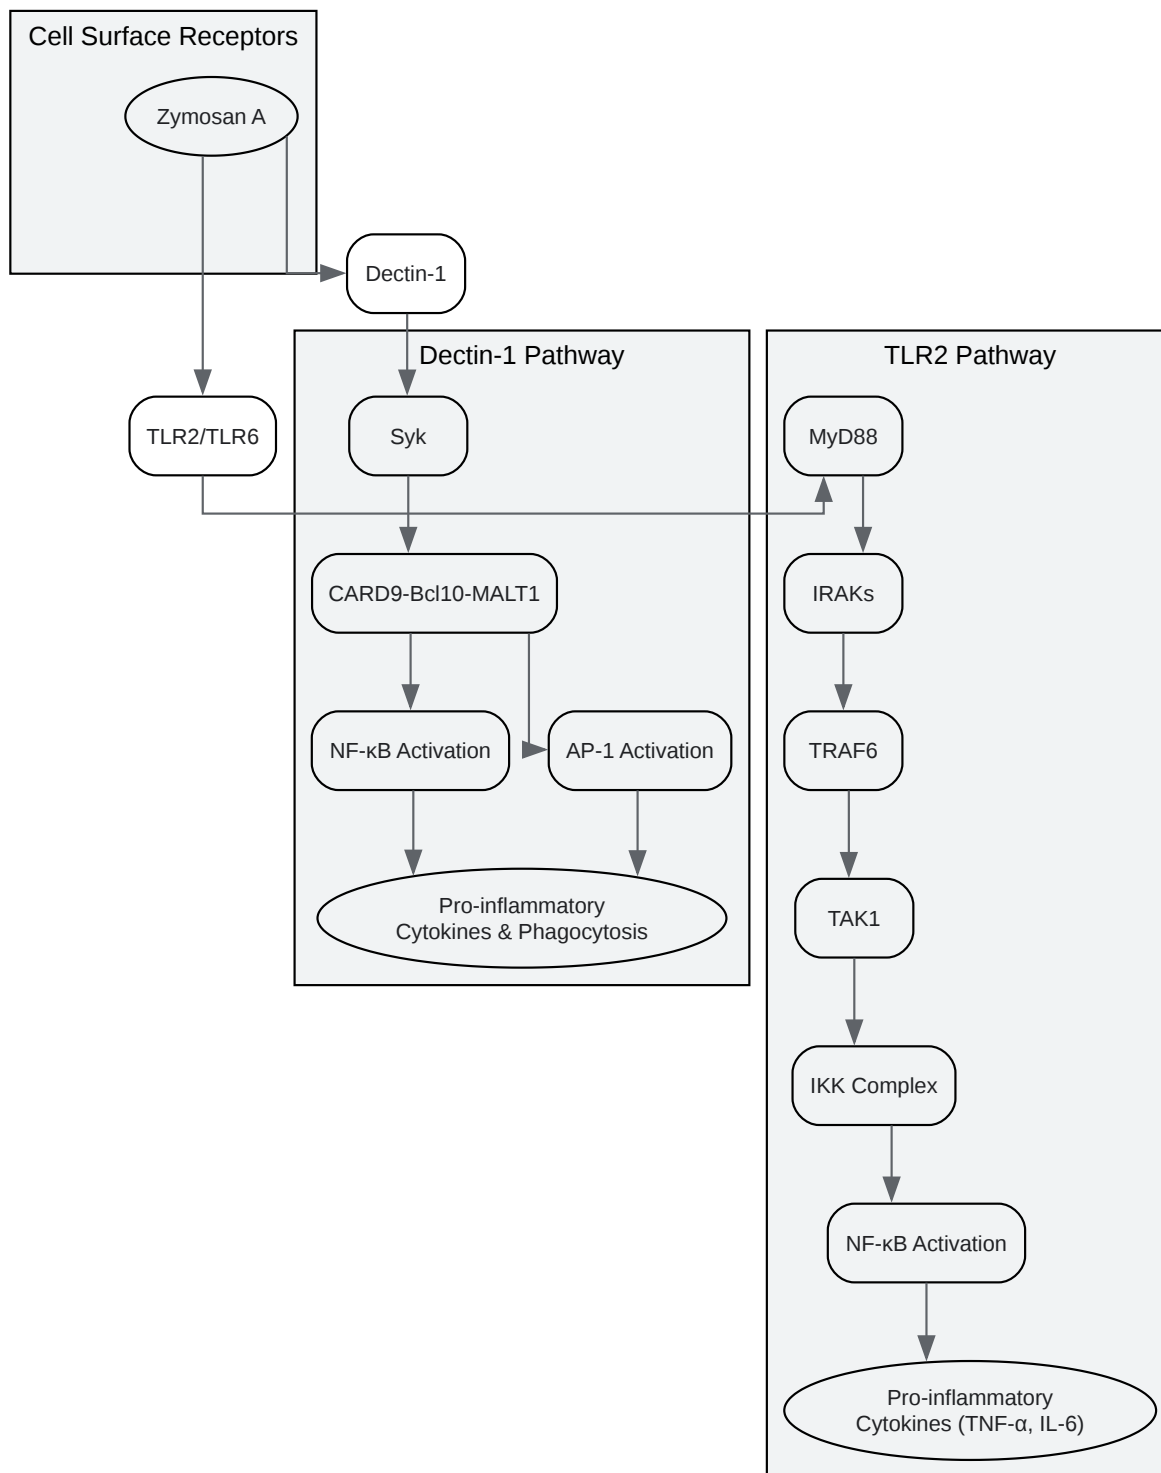 Cell Surface Receptors
Zymosan A
Dectin-1
Dectin-1 Pathway
TLR2 Pathway
TLR2/TLR6
Syk
MyD88
CARD9-Bcl10-MALT1
IRAKs
NF-κB Activation
AP-1 Activation
TRAF6
Pro-inflammatory
Cytokines & Phagocytosis
TAK1
IKK Complex
NF-κB Activation
Pro-inflammatory
Cytokines (TNF-α, IL-6)